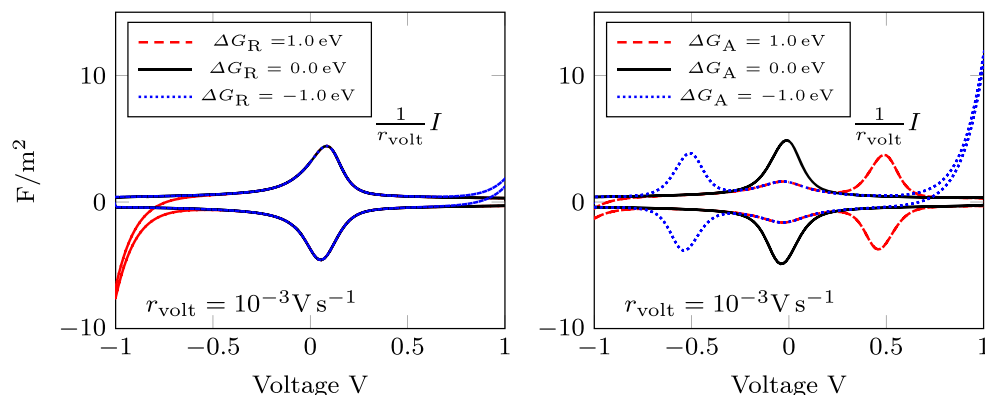 ΔG_R =1.0 eV
ΔG_R = 0.0 eV
ΔG_R = −1.0 eV
1/r_volt I
r_volt = 10^−3 V s^−1
F/m²
10
0
−10
−1
−0.5
0
0.5
1
Voltage V
ΔG_A = 1.0 eV
ΔG_A = 0.0 eV
ΔG_A = −1.0 eV
1/r_volt I
r_volt = 10^−3 V s^−1
10
0
−10
−1
−0.5
0
0.5
1
Voltage V